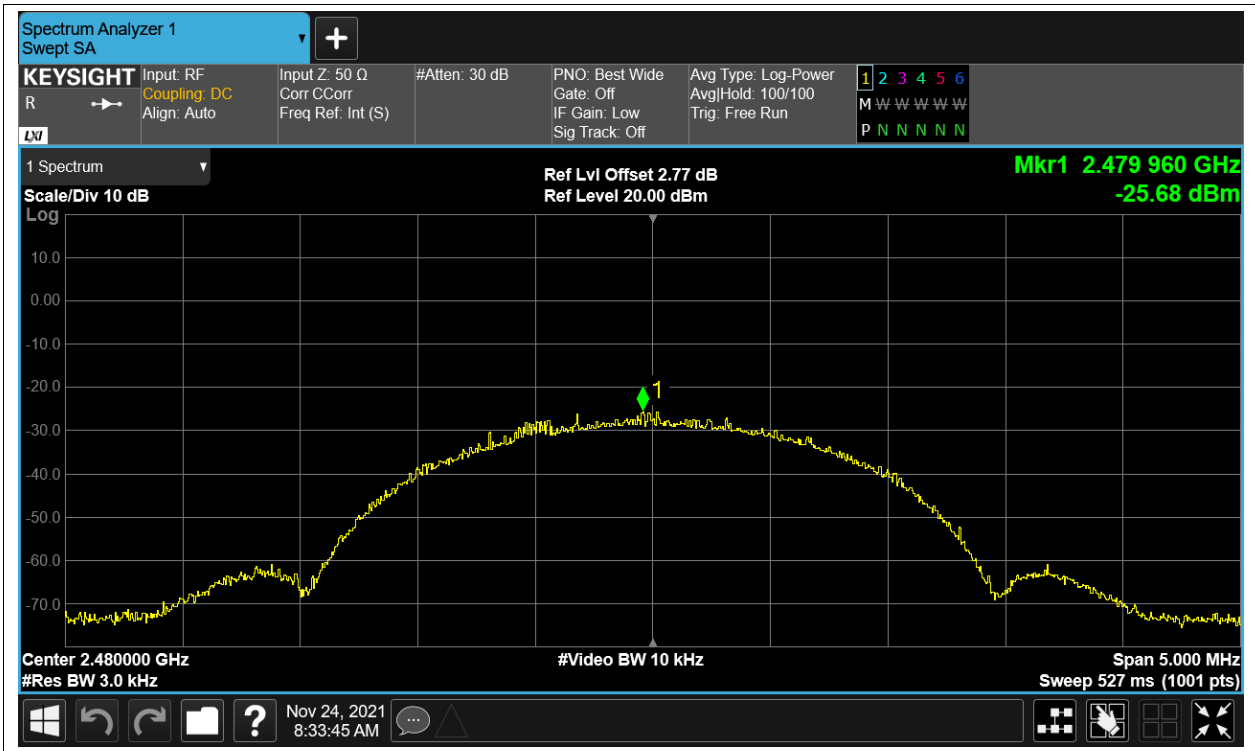 Spectrum Analyzer 1
Swept SA
KEYSIGHT
R
LXI
Input: RF
Coupling: DC
Align: Auto
Input Z: 50 Ω
Corr CCorr
Freq Ref: Int (S)
#Atten: 30 dB
PNO: Best Wide
Gate: Off
IF Gain: Low
Sig Track: Off
Avg Type: Log-Power
Avg|Hold: 100/100
Trig: Free Run
1 2 3 4 5 6
M W W W W W
P N N N N N
1 Spectrum
Scale/Div 10 dB
Log
Ref Lvl Offset 2.77 dB
Ref Level 20.00 dBm
Mkr1 2.479 960 GHz
-25.68 dBm
10.0
0.00
-10.0
-20.0
-30.0
-40.0
-50.0
-60.0
-70.0
1
Center 2.480000 GHz
#Res BW 3.0 kHz
#Video BW 10 kHz
Span 5.000 MHz
Sweep 527 ms (1001 pts)
?
Nov 24, 2021
8:33:45 AM